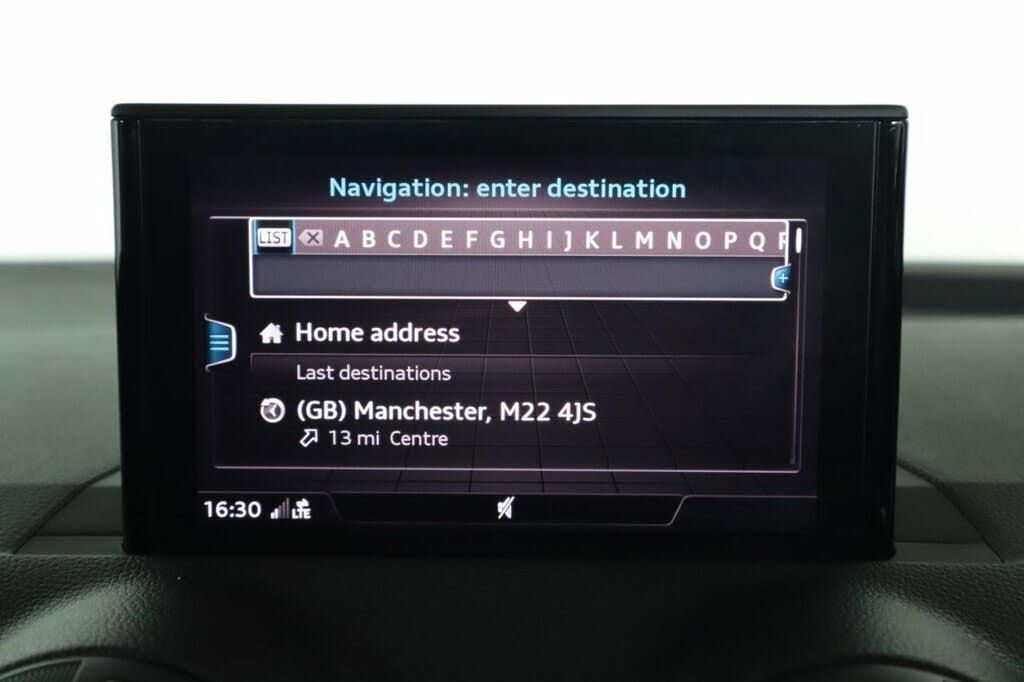 Navigation: enter destination
LIST A B C D E F G H I J K L M N O P Q
Home address
Last destinations
(GB) Manchester, M22 4JS
13 mi Centre
16:30 LTE